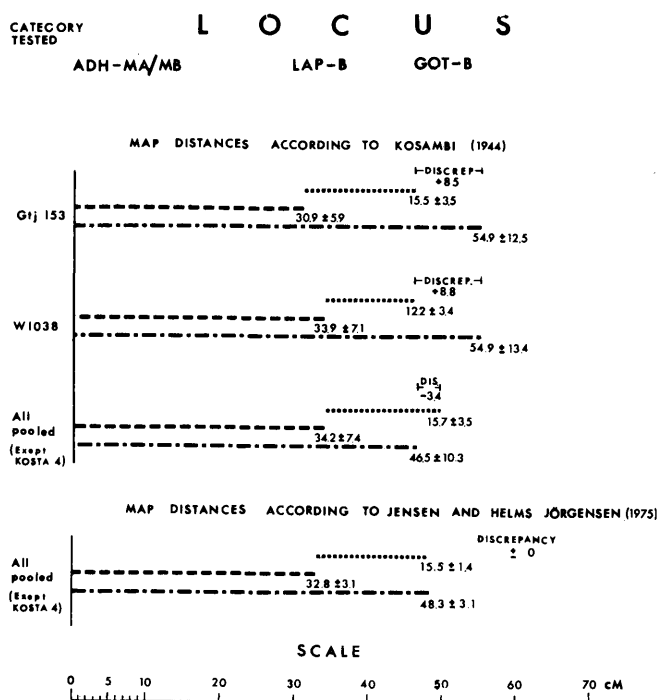 CATEGORY TESTED L O C U S
ADH-MA/MB LAP-B GOT-B
MAP DISTANCES ACCORDING TO KOSAMBI (1944)
DISCREP
+8.5
15.5 ±3.5
Gtj 153
30.9 ±5.9
54.9 ±12.5
DISCREP.
+8.8
12.2 ±3.4
W1038
33.9 ±7.1
54.9 ±13.4
DIS
-3.4
15.7 ±3.5
All
pooled
34.2 ±7.4
(Exept
KOSTA 4)
46.5 ±10.3
MAP DISTANCES ACCORDING TO JENSEN AND HELMS JÖRGENSEN (1975)
DISCREPANCY
± 0
15.5 ± 1.4
All
pooled
32.8 ±3.1
(Exept
KOSTA 4)
48.3 ± 3.1
SCALE
0 5 10 20 30 40 50 60 70 cM